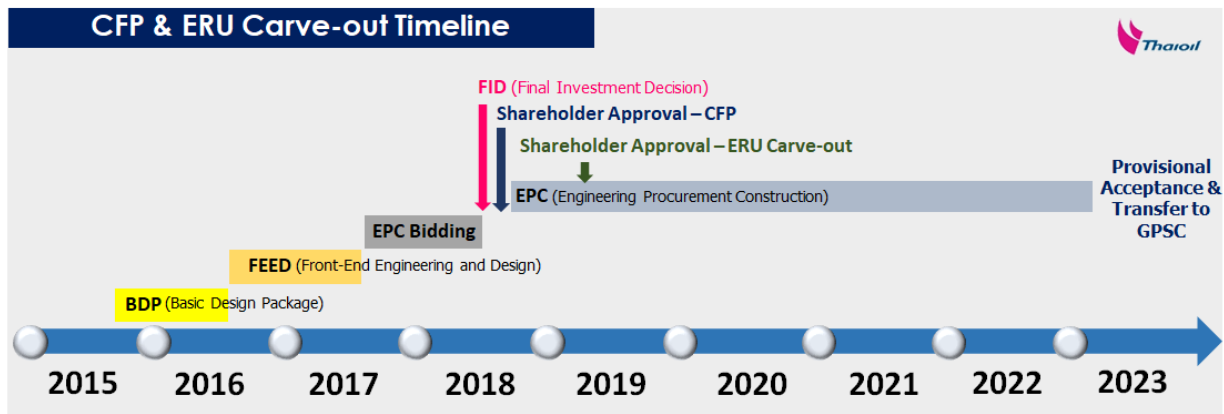 CFP & ERU Carve-out Timeline
Thaioil
FID (Final Investment Decision)
Shareholder Approval – CFP
Shareholder Approval – ERU Carve-out
EPC (Engineering Procurement Construction)
Provisional
Acceptance &
Transfer to
GPSC
EPC Bidding
FEED (Front-End Engineering and Design)
BDP (Basic Design Package)
2015 2016 2017 2018 2019 2020 2021 2022 2023